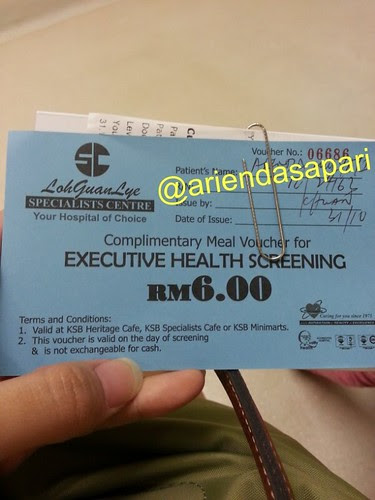 Voucher No.: 06686
SC
LohGuanLye
SPECIALISTS CENTRE
Your Hospital of Choice
Patient's Name:
@ariendasapari
Issue by:
Date of Issue: 31/10
Complimentary Meal Voucher for
EXECUTIVE HEALTH SCREENING
RM6.00
Caring for you since 1975
Terms and Conditions:
1. Valid at KSB Heritage Cafe, KSB Specialists Cafe or KSB Minimarts.
2. This voucher is valid on the day of screening
& is not exchangeable for cash.